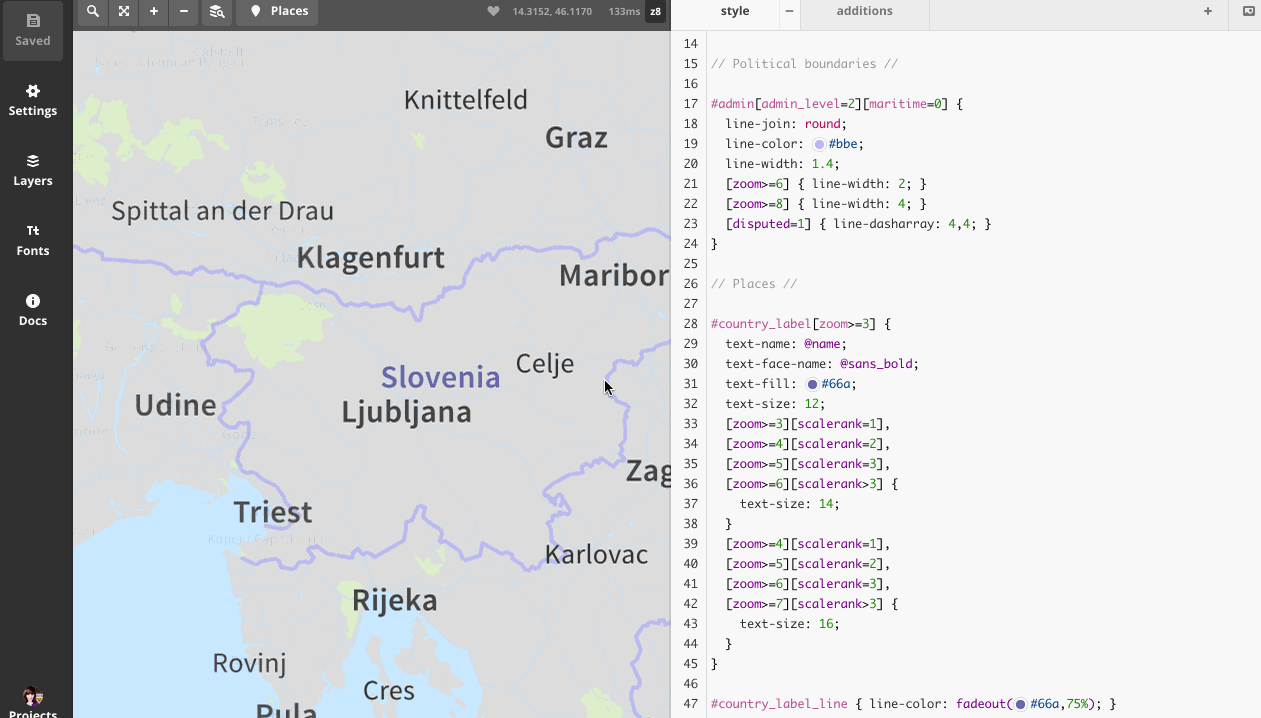 Saved
Settings
Layers
Tt
Fonts
Docs
Projects
Places
14.3152, 46.1170 133ms z8
Knittelfeld
Graz
Spittal an der Drau
Klagenfurt
Maribor
Celje
Slovenia
Udine
Ljubljana
Zag
Triest
Karlovac
Rijeka
Rovinj
Cres
Pula
style − additions +
14
15 // Political boundaries //
16
17 #admin[admin_level=2][maritime=0] {
18 line-join: round;
19 line-color: #bbe;
20 line-width: 1.4;
21 [zoom>=6] { line-width: 2; }
22 [zoom>=8] { line-width: 4; }
23 [disputed=1] { line-dasharray: 4,4; }
24 }
25
26 // Places //
27
28 #country_label[zoom>=3] {
29 text-name: @name;
30 text-face-name: @sans_bold;
31 text-fill: #66a;
32 text-size: 12;
33 [zoom>=3][scalerank=1],
34 [zoom>=4][scalerank=2],
35 [zoom>=5][scalerank=3],
36 [zoom>=6][scalerank>3] {
37 text-size: 14;
38 }
39 [zoom>=4][scalerank=1],
40 [zoom>=5][scalerank=2],
41 [zoom>=6][scalerank=3],
42 [zoom>=7][scalerank>3] {
43 text-size: 16;
44 }
45 }
46
47 #country_label_line { line-color: fadeout(#66a,75%); }